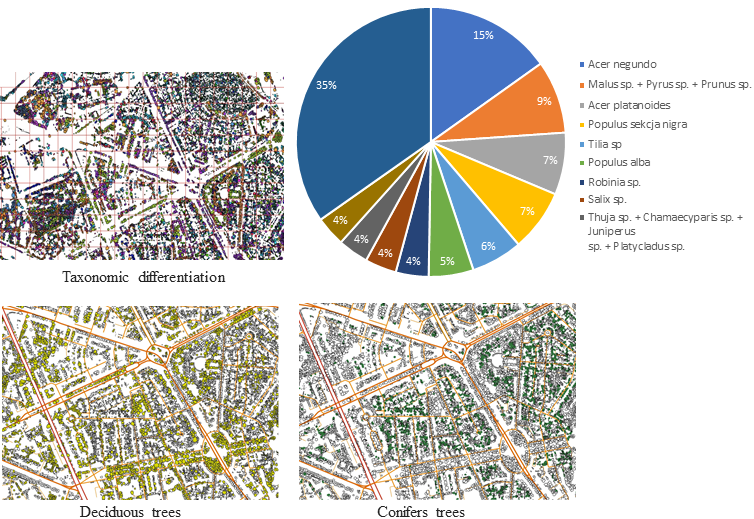 15%
9%
7%
7%
6%
5%
4%
4%
4%
4%
35%
Acer negundo
Malus sp. + Pyrus sp. + Prunus sp.
Acer platanoides
Populus sekcja nigra
Tilia sp
Populus alba
Robinia sp.
Salix sp.
Thuja sp. + Chamaecyparis sp. +
Juniperus
sp. + Platycladus sp.
Taxonomic differentiation
Deciduous trees
Conifers trees